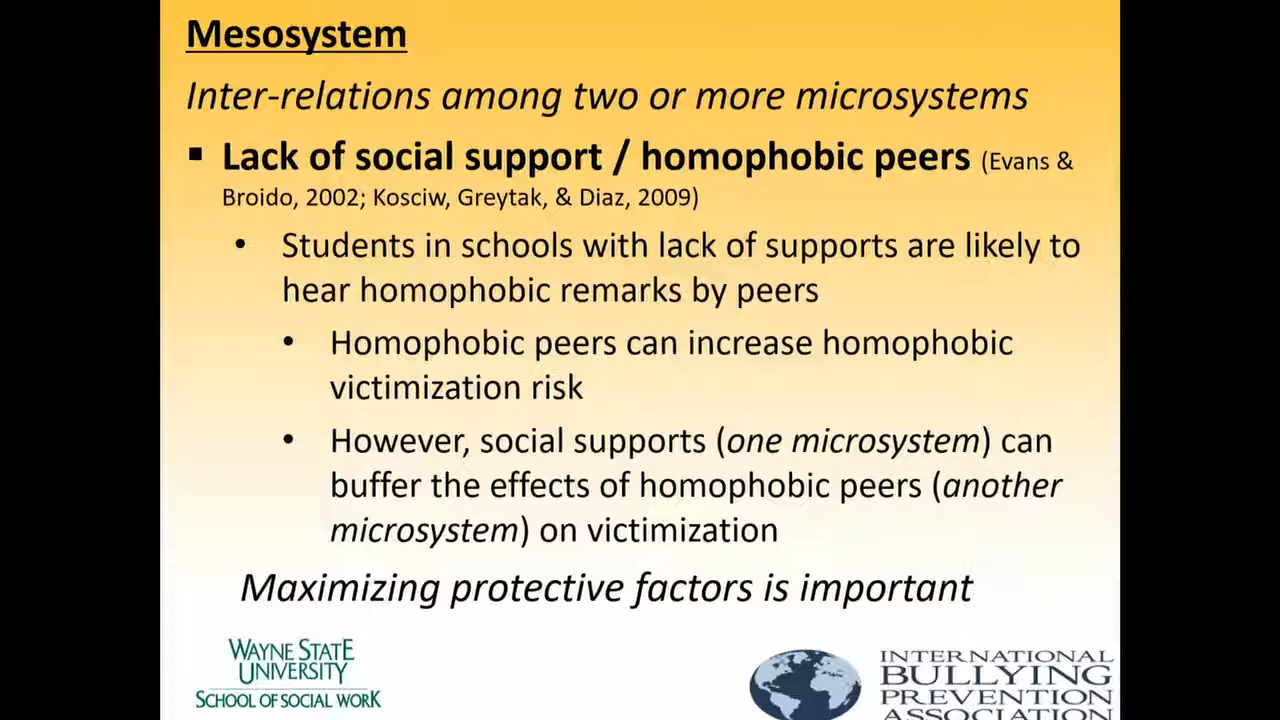 Mesosystem
Inter-relations among two or more microsystems
▪ Lack of social support / homophobic peers (Evans &
Broido, 2002; Kosciw, Greytak, & Diaz, 2009)
• Students in schools with lack of supports are likely to
hear homophobic remarks by peers
• Homophobic peers can increase homophobic
victimization risk
• However, social supports (one microsystem) can
buffer the effects of homophobic peers (another
microsystem) on victimization
Maximizing protective factors is important
WAYNE STATE
UNIVERSITY
SCHOOL OF SOCIAL WORK
INTERNATIONAL
BULLYING
PREVENTION
ASSOCIATION